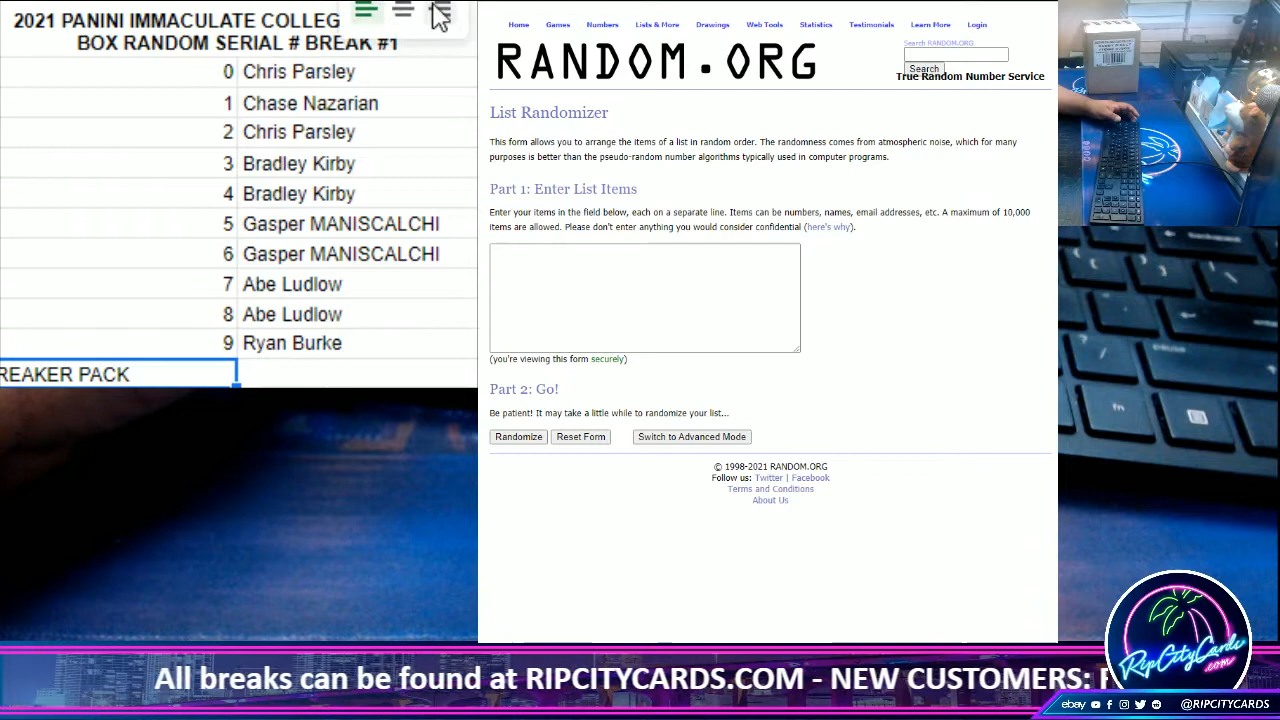 2021 PANINI IMMACULATE COLLEG
BOX RANDOM SERIAL # BREAK #1
0 Chris Parsley
1 Chase Nazarian
2 Chris Parsley
3 Bradley Kirby
4 Bradley Kirby
5 Gasper MANISCALCHI
6 Gasper MANISCALCHI
7 Abe Ludlow
8 Abe Ludlow
9 Ryan Burke
REAKER PACK
Home Games Numbers Lists & More Drawings Web Tools Statistics Testimonials Learn More Login
RANDOM.ORG
Search RANDOM.ORG
Search
True Random Number Service
List Randomizer
This form allows you to arrange the items of a list in random order. The randomness comes from atmospheric noise, which for many
purposes is better than the pseudo-random number algorithms typically used in computer programs.
Part 1: Enter List Items
Enter your items in the field below, each on a separate line. Items can be numbers, names, email addresses, etc. A maximum of 10,000
items are allowed. Please don't enter anything you would consider confidential (here's why).
(you're viewing this form securely)
Part 2: Go!
Be patient! It may take a little while to randomize your list...
Randomize Reset Form Switch to Advanced Mode
© 1998-2021 RANDOM.ORG
Follow us: Twitter | Facebook
Terms and Conditions
About Us
fn
All breaks can be found at RIPCITYCARDS.COM - NEW CUSTOMERS: F
RipCityCards
.com
ebay @RIPCITYCARDS